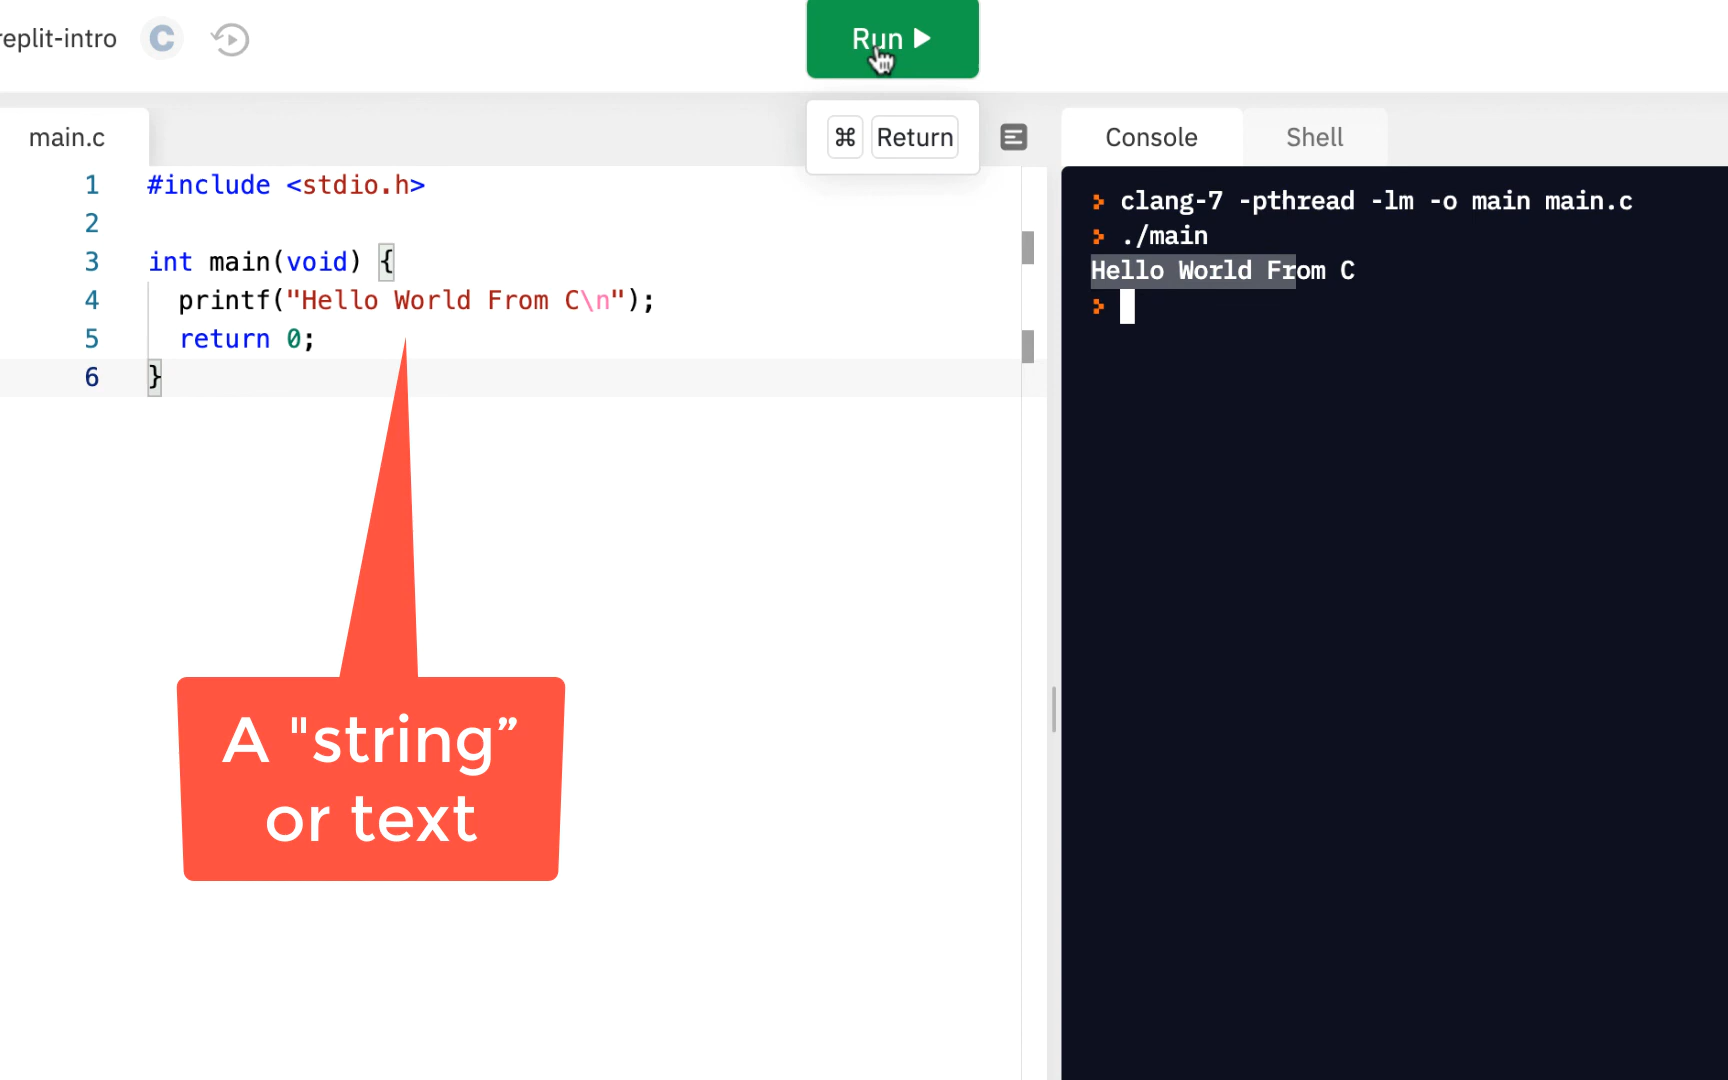 eplit-intro C
Run
⌘ Return
main.c
1 #include <stdio.h>
2
3 int main(void) {
4 printf("Hello World From C\n");
5 return 0;
6 }
A "string”
or text
Console Shell
clang-7 -pthread -lm -o main main.c
./main
Hello World From C